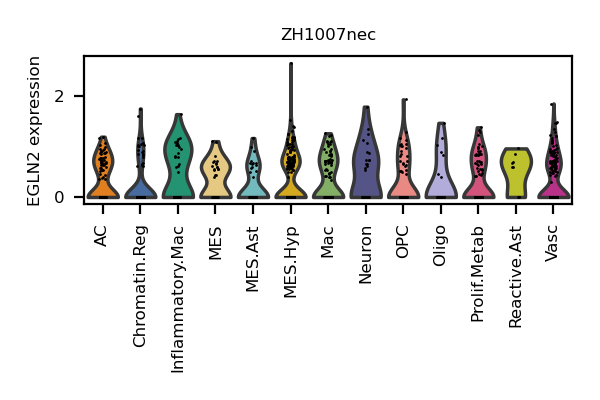 ZH1007nec
EGLN2 expression
2
0
AC
Chromatin.Reg
Inflammatory.Mac
MES
MES.Ast
MES.Hyp
Mac
Neuron
OPC
Oligo
Prolif.Metab
Reactive.Ast
Vasc